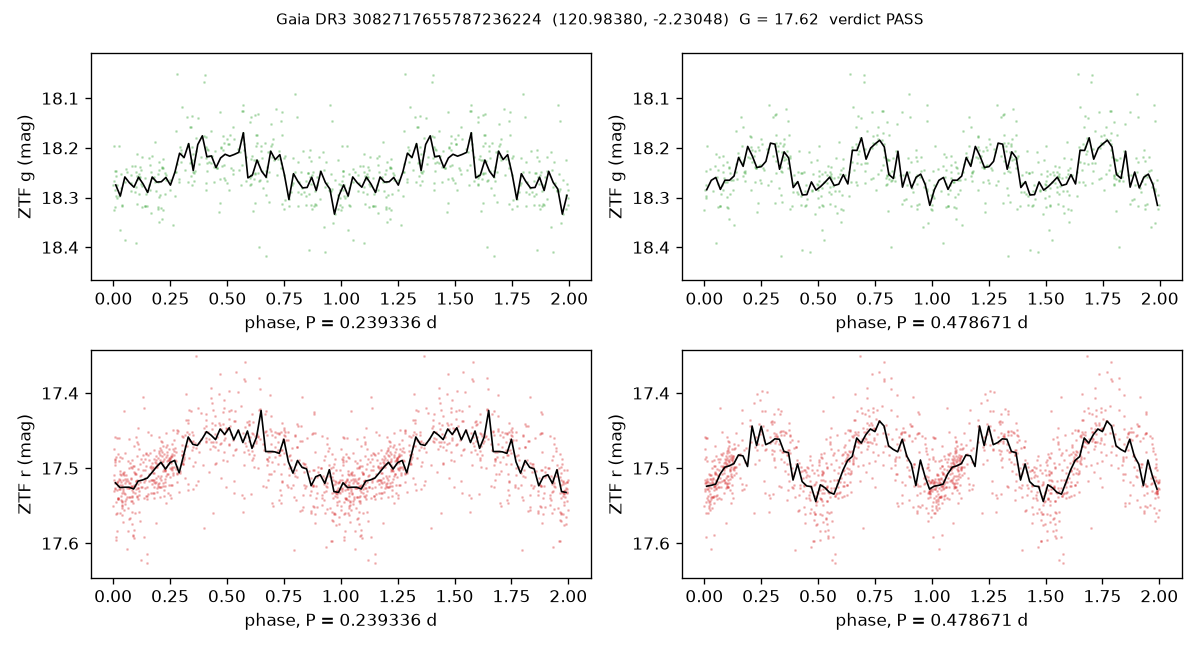 Gaia DR3 3082717655787236224 (120.98380, -2.23048) G = 17.62 verdict PASS
ZTF g (mag)
18.1
18.2
18.3
18.4
0.00 0.25 0.50 0.75 1.00 1.25 1.50 1.75 2.00
phase, P = 0.239336 d
ZTF g (mag)
18.1
18.2
18.3
18.4
0.00 0.25 0.50 0.75 1.00 1.25 1.50 1.75 2.00
phase, P = 0.478671 d
ZTF r (mag)
17.4
17.5
17.6
0.00 0.25 0.50 0.75 1.00 1.25 1.50 1.75 2.00
phase, P = 0.239336 d
ZTF r (mag)
17.4
17.5
17.6
0.00 0.25 0.50 0.75 1.00 1.25 1.50 1.75 2.00
phase, P = 0.478671 d